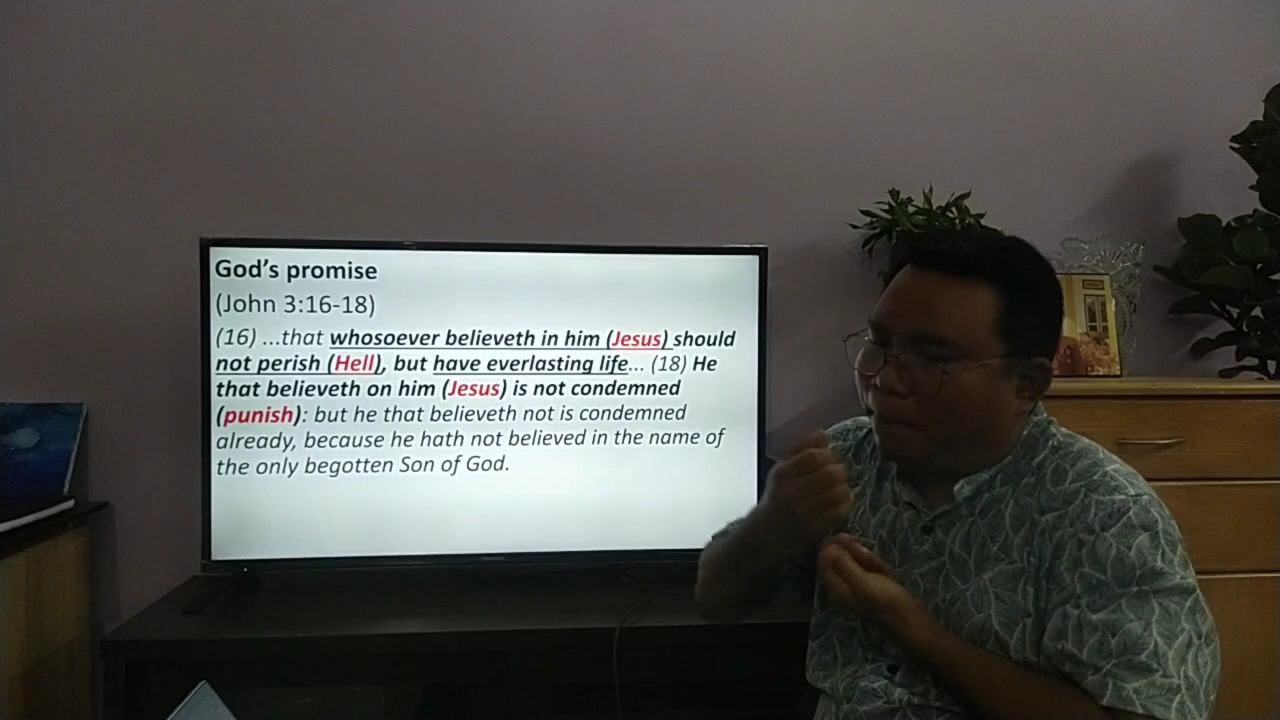 God’s promise
(John 3:16-18)
(16) ...that whosoever believeth in him (Jesus) should
not perish (Hell), but have everlasting life... (18) He
that believeth on him (Jesus) is not condemned
(punish): but he that believeth not is condemned
already, because he hath not believed in the name of
the only begotten Son of God.